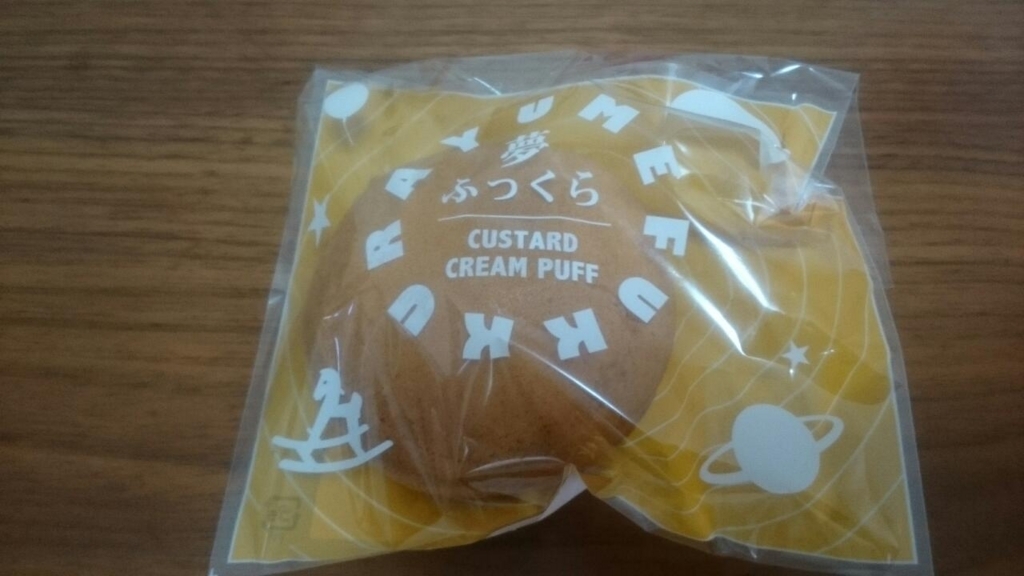 YUMEFUKKURA
夢
ふっくら
CUSTARD
CREAM PUFF